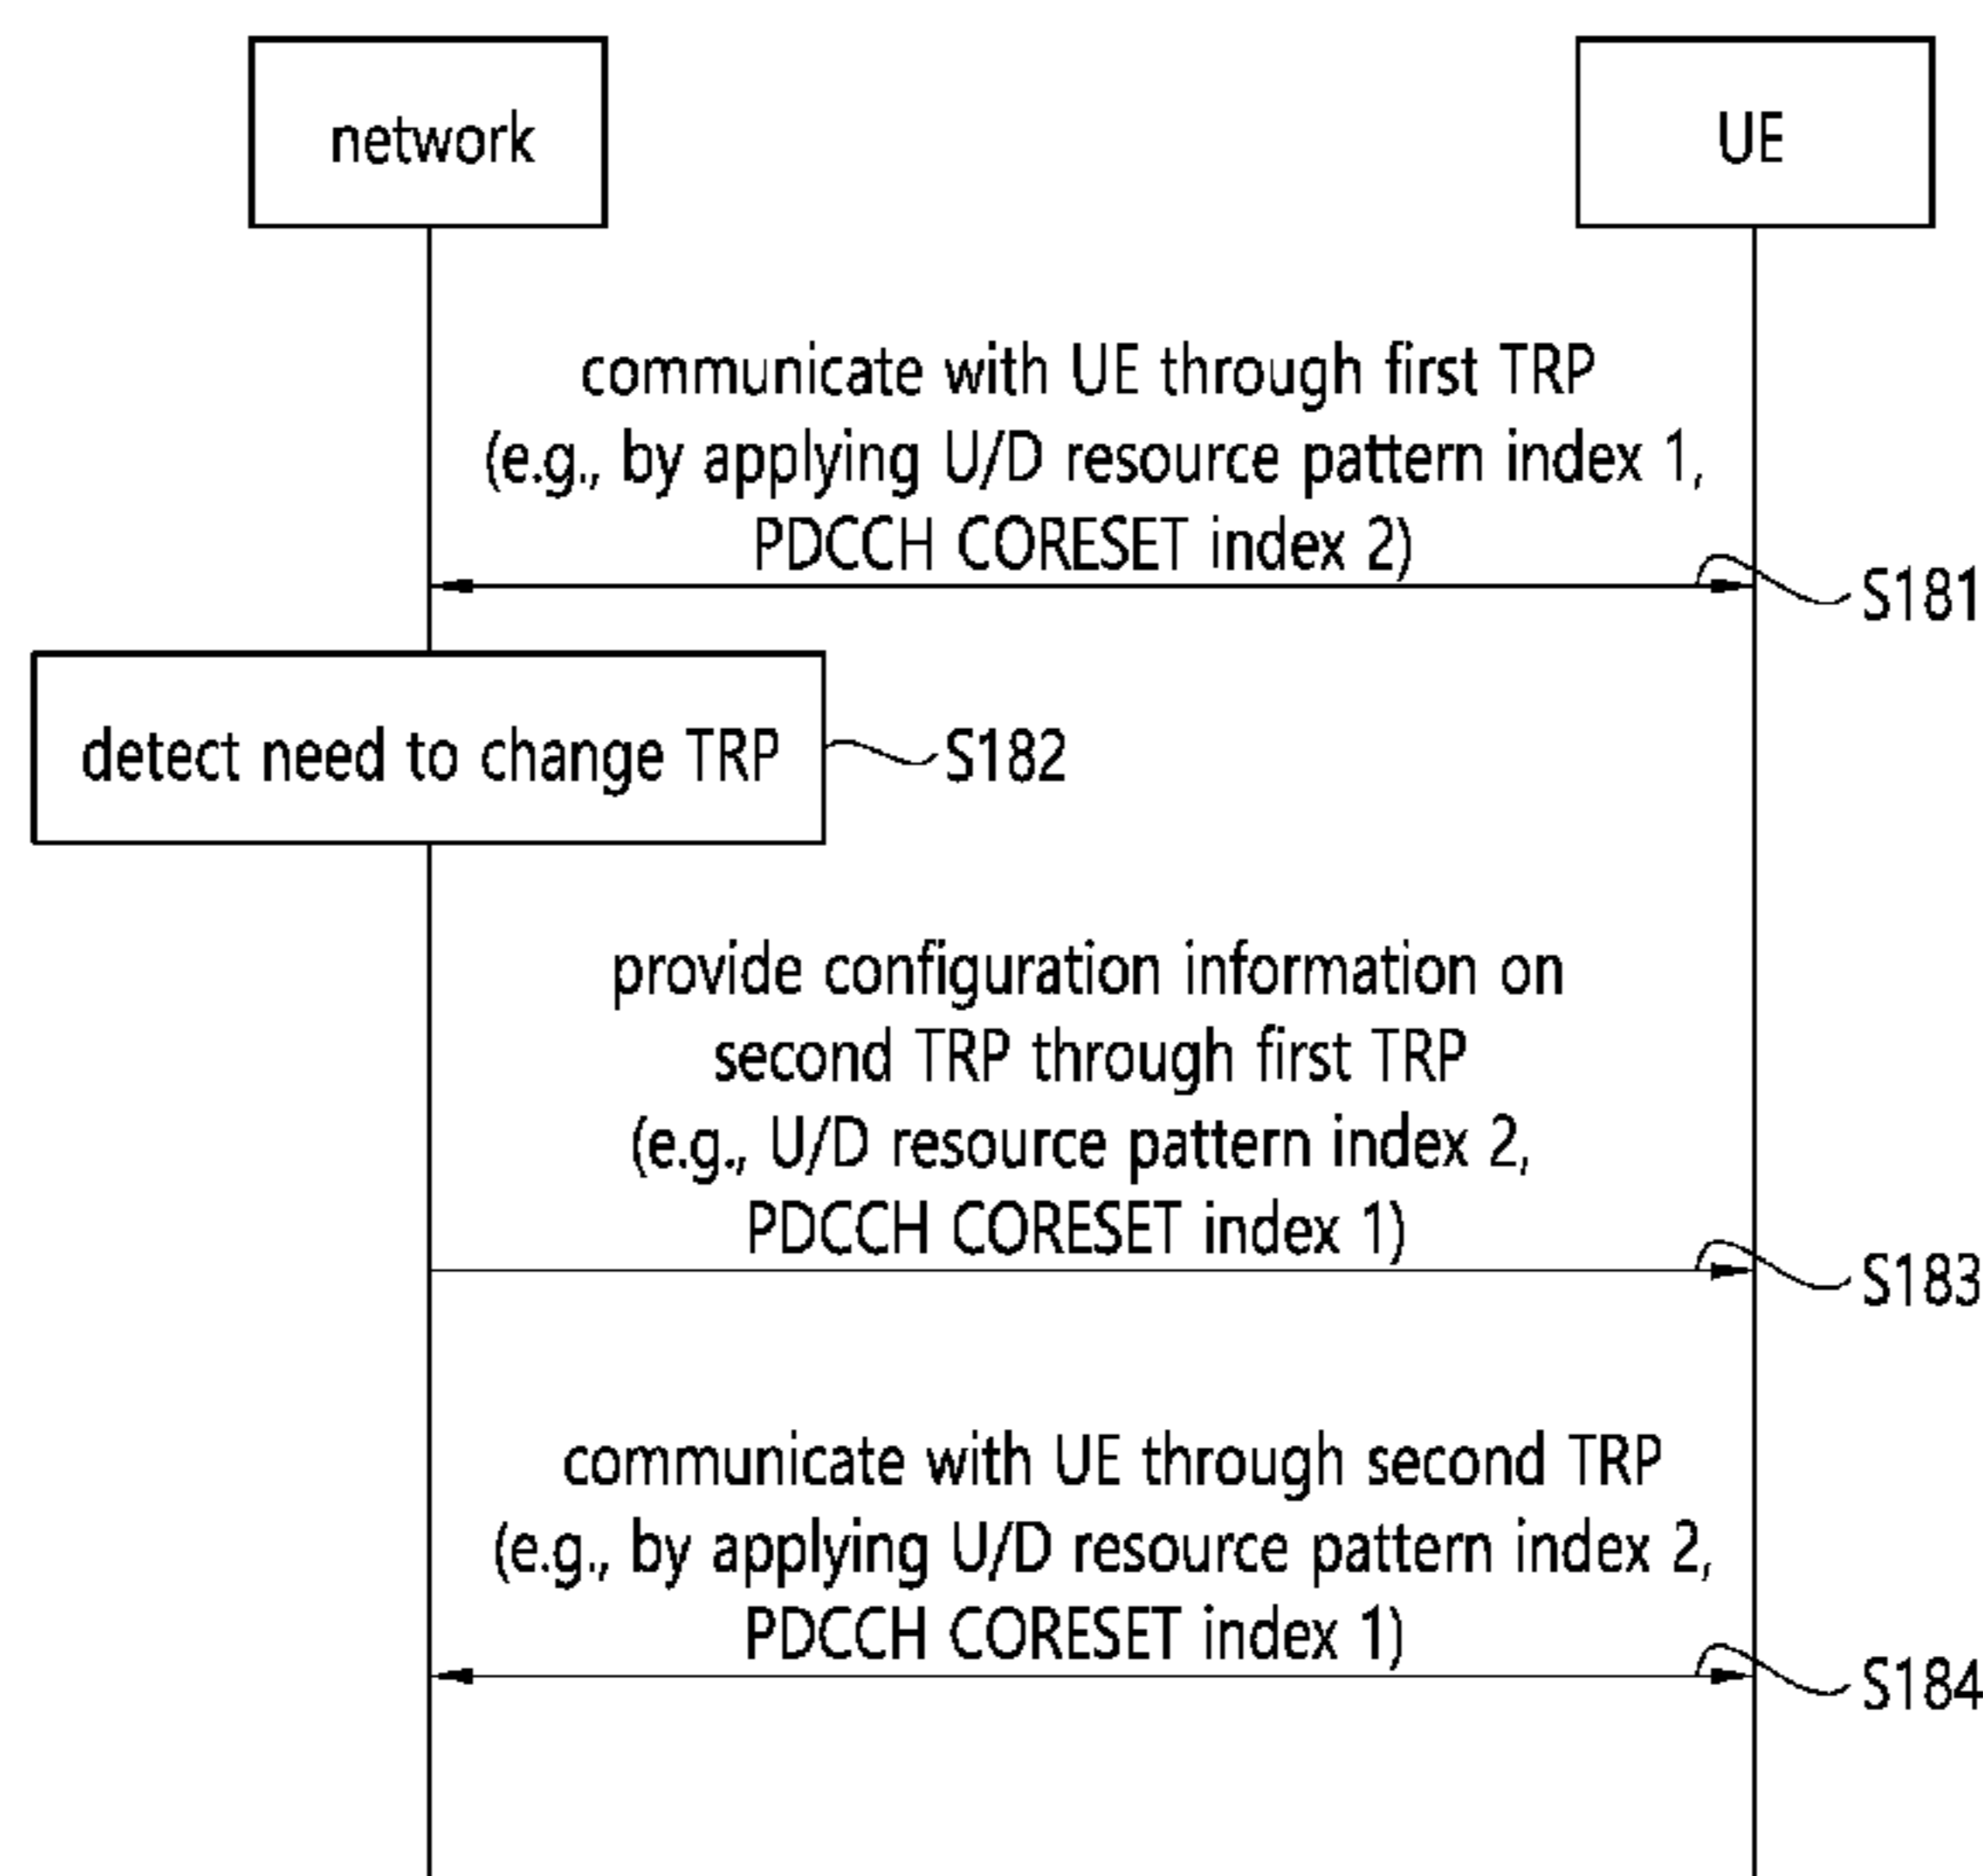 network
UE
communicate with UE through first TRP
(e.g., by applying U/D resource pattern index 1,
PDCCH CORESET index 2)
S181
detect need to change TRP
S182
provide configuration information on
second TRP through first TRP
(e.g., U/D resource pattern index 2,
PDCCH CORESET index 1)
S183
communicate with UE through second TRP
(e.g., by applying U/D resource pattern index 2,
PDCCH CORESET index 1)
S184